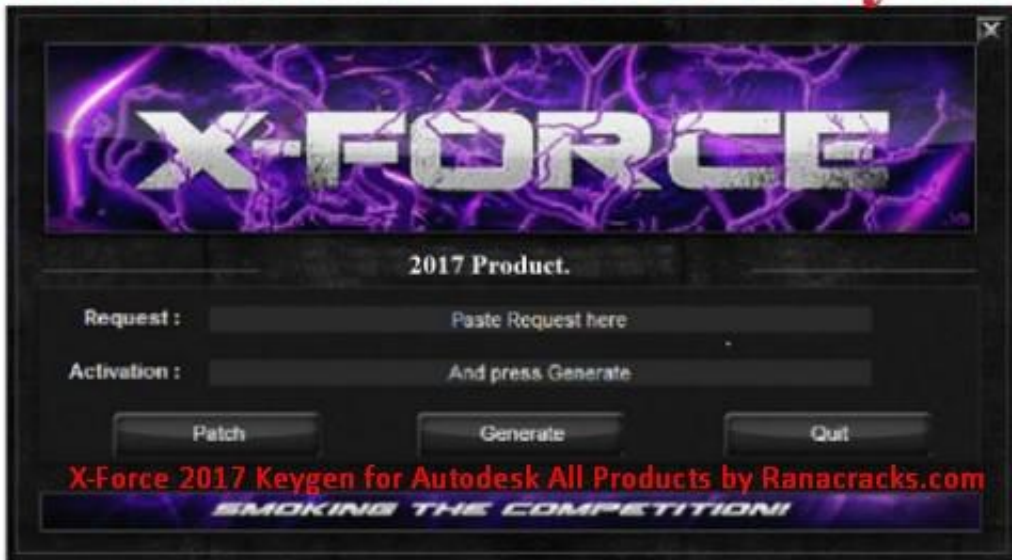 X-FORCE
2017 Product.
Request :
Paste Request here
Activation :
And press Generate
Patch
Generate
Quit
X-Force 2017 Keygen for Autodesk All Products by Ranacracks.com
SMOKING THE COMPETITION!